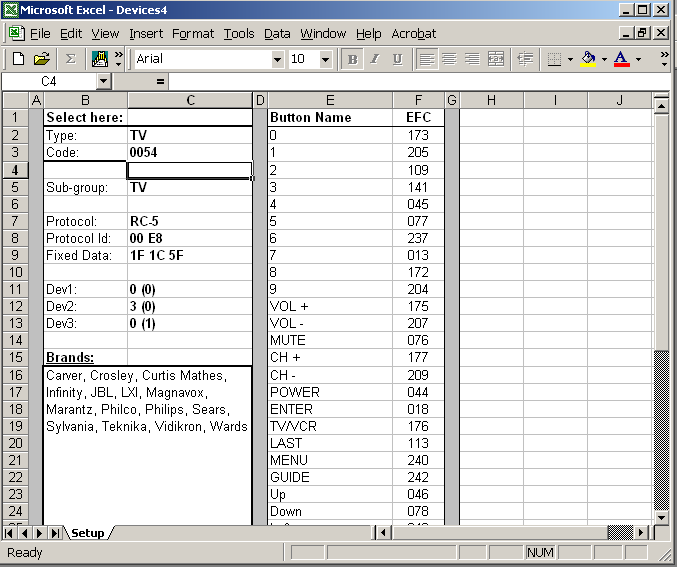 Microsoft Excel - Devices4
File Edit View Insert Format Tools Data Window Help Acrobat
Arial 10 B I U A
C4 =
A B C D E F G H I J
1 Select here: Button Name EFC
2 Type: TV 0 173
3 Code: 0054 1 205
4 2 109
5 Sub-group: TV 3 141
6 4 045
7 Protocol: RC-5 5 077
8 Protocol Id: 00 E8 6 237
9 Fixed Data: 1F 1C 5F 7 013
10 8 172
11 Dev1: 0 (0) 9 204
12 Dev2: 3 (0) VOL + 175
13 Dev3: 0 (1) VOL - 207
14 MUTE 076
15 Brands: CH + 177
16 Carver, Crosley, Curtis Mathes, CH - 209
17 Infinity, JBL, LXI, Magnavox, POWER 044
18 Marantz, Philco, Philips, Sears, ENTER 018
19 Sylvania, Teknika, Vidikron, Wards TV/VCR 176
20 LAST 113
21 MENU 240
22 GUIDE 242
23 Up 046
24 Down 078
Setup
Ready NUM